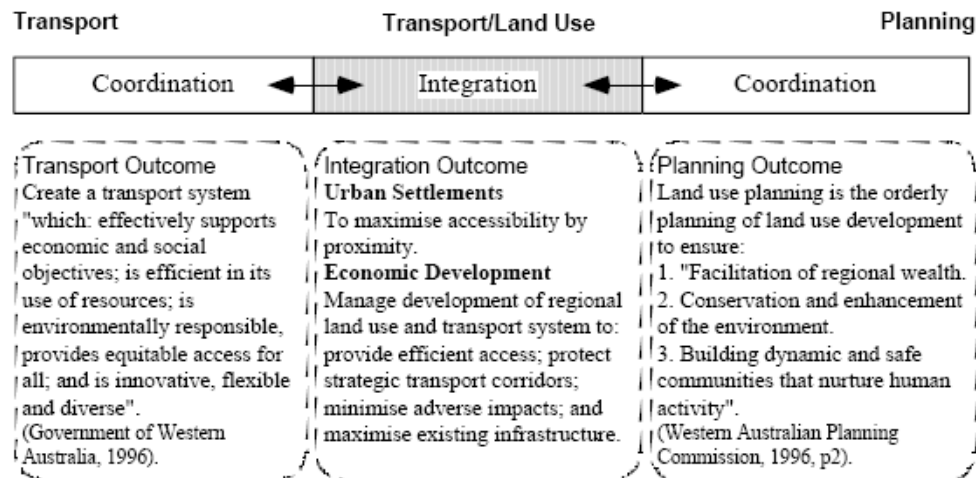 Transport Transport/Land Use Planning
Coordination Integration Coordination
Transport Outcome
Create a transport system
"which: effectively supports
economic and social
objectives; is efficient in its
use of resources; is
environmentally responsible,
provides equitable access for
all; and is innovative, flexible
and diverse".
(Government of Western
Australia, 1996).
Integration Outcome
Urban Settlements
To maximise accessibility by
proximity.
Economic Development
Manage development of regional
land use and transport system to:
provide efficient access; protect
strategic transport corridors;
minimise adverse impacts; and
maximise existing infrastructure.
Planning Outcome
Land use planning is the orderly
planning of land use development
to ensure:
1. "Facilitation of regional wealth.
2. Conservation and enhancement
of the environment.
3. Building dynamic and safe
communities that nurture human
activity".
(Western Australian Planning
Commission, 1996, p2).